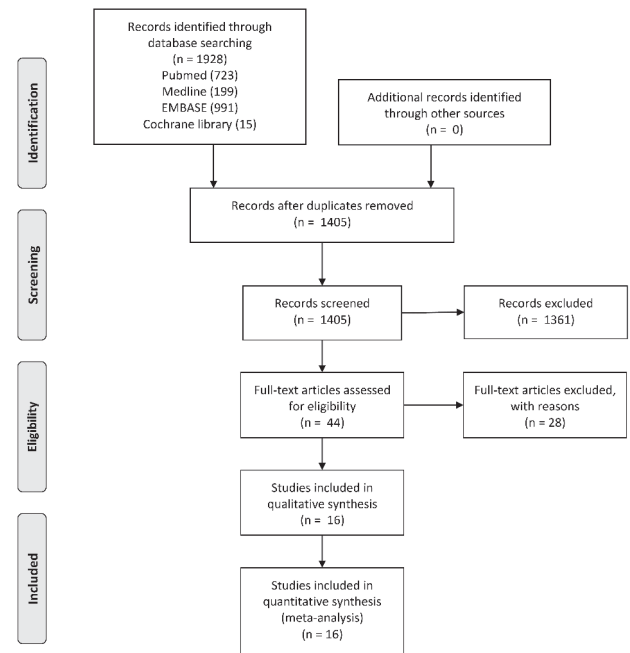 Identification
Records identified through
database searching
(n = 1928)
Pubmed (723)
Medline (199)
EMBASE (991)
Cochrane library (15)
Additional records identified
through other sources
(n = 0)
Records after duplicates removed
(n = 1405)
Screening
Records screened
(n = 1405)
Records excluded
(n = 1361)
Eligibility
Full-text articles assessed
for eligibility
(n = 44)
Full-text articles excluded,
with reasons
(n = 28)
Studies included in
qualitative synthesis
(n = 16)
Included
Studies included in
quantitative synthesis
(meta-analysis)
(n = 16)